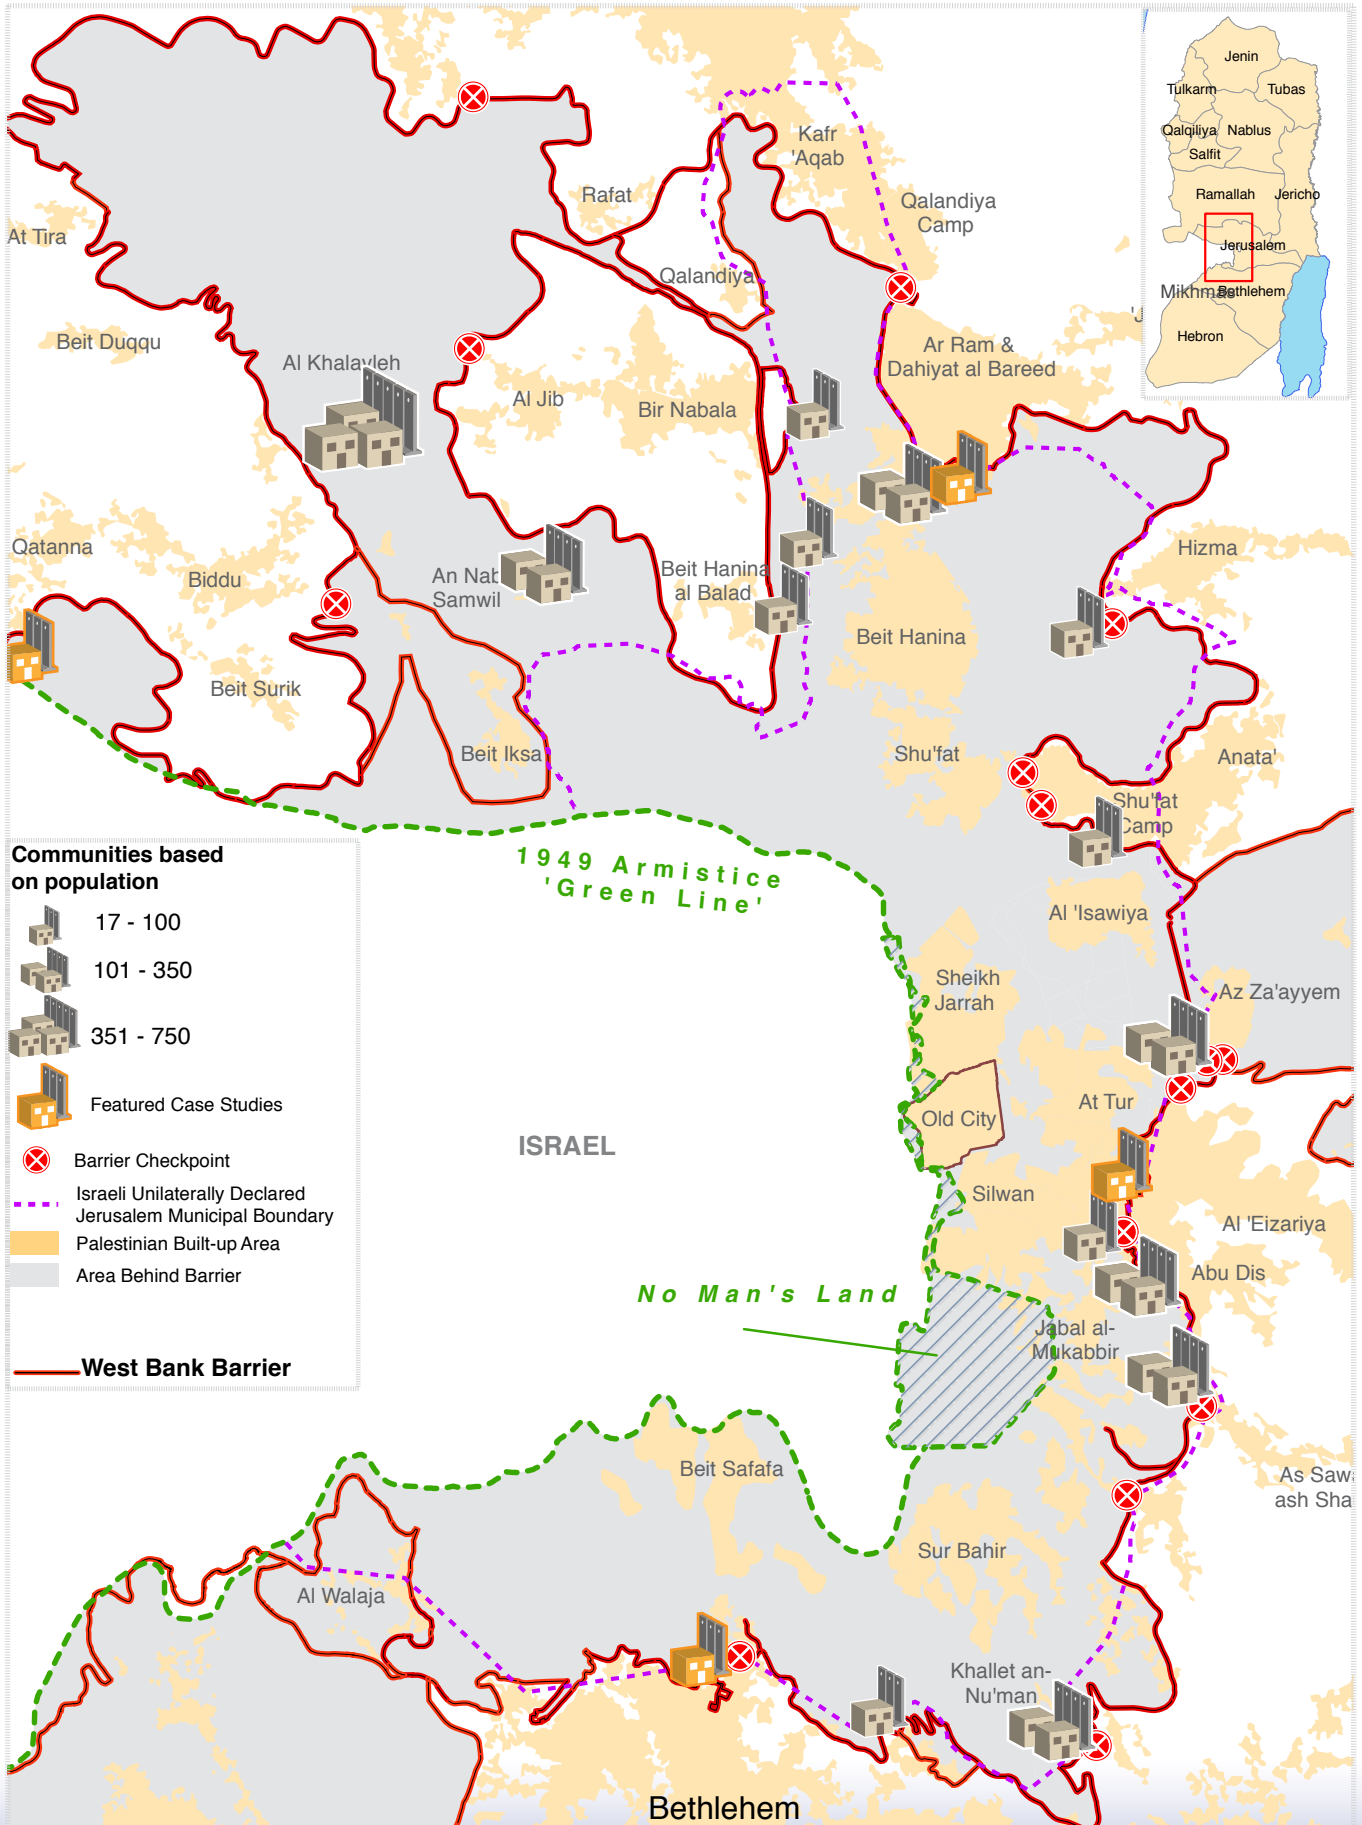 Jenin
Tulkarm
Tubas
Qalqiliya
Nablus
Salfit
Ramallah
Jericho
Jerusalem
Mikhmas
Bethlehem
Hebron
Kafr
'Aqab
Rafat
Qalandiya
Camp
At Tira
Qalandiya
Beit Duqqu
Al Khalayleh
Ar Ram &
Dahiyat al Bareed
Al Jib
Bir Nabala
Qatanna
Biddu
An Nab
Samwil
Beit Hanina
al Balad
Hizma
Beit Hanina
Beit Surik
Beit Iksa
Shu'fat
Anata'
Shu'fat
Camp
1949 Armistice
'Green Line'
Communities based
on population
17 - 100
101 - 350
351 - 750
Featured Case Studies
Barrier Checkpoint
Israeli Unilaterally Declared
Jerusalem Municipal Boundary
Palestinian Built-up Area
Area Behind Barrier
West Bank Barrier
Al 'Isawiya
Sheikh
Jarrah
Az Za'ayyem
Old City
At Tur
ISRAEL
Silwan
Al 'Eizariya
Abu Dis
No Man's Land
Jabal al-
Mukabbir
Beit Safafa
As Saw
ash Sha
Sur Bahir
Al Walaja
Khallet an-
Nu'man
Bethlehem